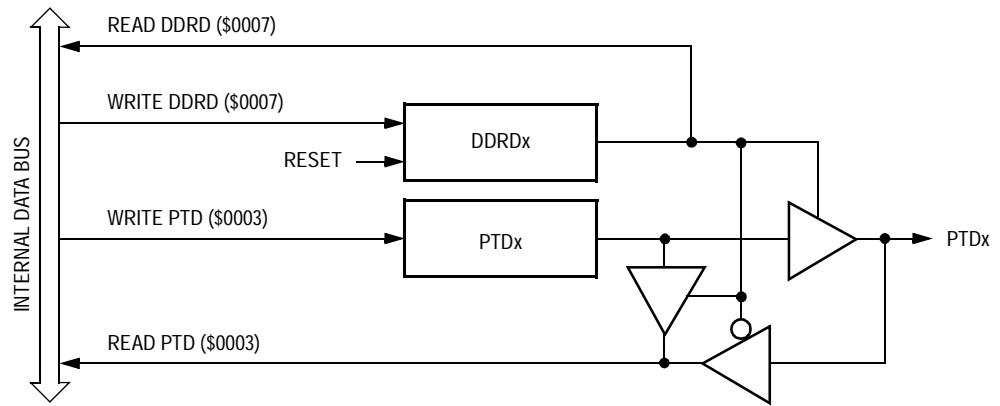 READ DDRD ($0007)
WRITE DDRD ($0007)
DDRDx
RESET
WRITE PTD ($0003)
PTDx
PTDx
INTERNAL DATA BUS
READ PTD ($0003)